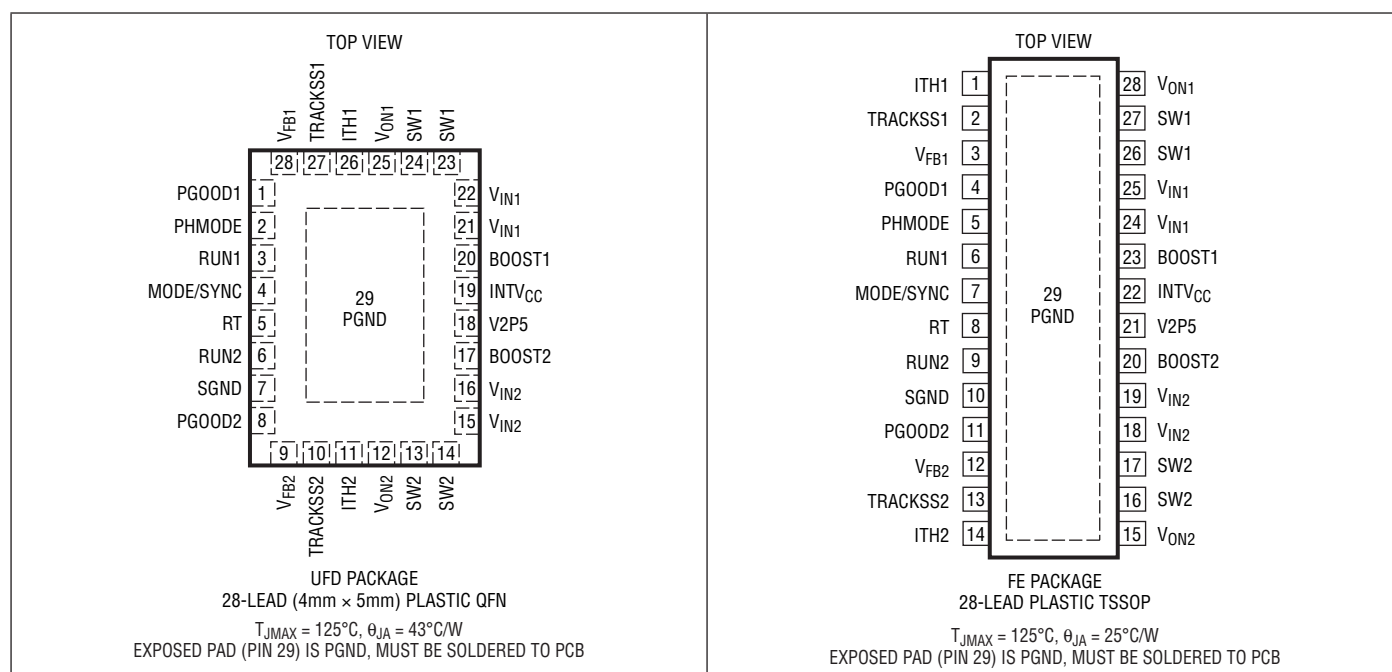 TOP VIEW
VFB1
TRACKSS1
ITH1
VON1
SW1
SW1
28 27 26 25 24 23
PGOOD1 1
PHMODE 2
RUN1 3
MODE/SYNC 4
RT 5
RUN2 6
SGND 7
PGOOD2 8
29
PGND
22 VIN1
21 VIN1
20 BOOST1
19 INTVCC
18 V2P5
17 BOOST2
16 VIN2
15 VIN2
9 10 11 12 13 14
VFB2
TRACKSS2
ITH2
VON2
SW2
SW2
UFD PACKAGE
28-LEAD (4mm × 5mm) PLASTIC QFN
TJMAX = 125°C, θJA = 43°C/W
EXPOSED PAD (PIN 29) IS PGND, MUST BE SOLDERED TO PCB
TOP VIEW
ITH1 1
TRACKSS1 2
VFB1 3
PGOOD1 4
PHMODE 5
RUN1 6
MODE/SYNC 7
RT 8
RUN2 9
SGND 10
PGOOD2 11
VFB2 12
TRACKSS2 13
ITH2 14
29
PGND
28 VON1
27 SW1
26 SW1
25 VIN1
24 VIN1
23 BOOST1
22 INTVCC
21 V2P5
20 BOOST2
19 VIN2
18 VIN2
17 SW2
16 SW2
15 VON2
FE PACKAGE
28-LEAD PLASTIC TSSOP
TJMAX = 125°C, θJA = 25°C/W
EXPOSED PAD (PIN 29) IS PGND, MUST BE SOLDERED TO PCB